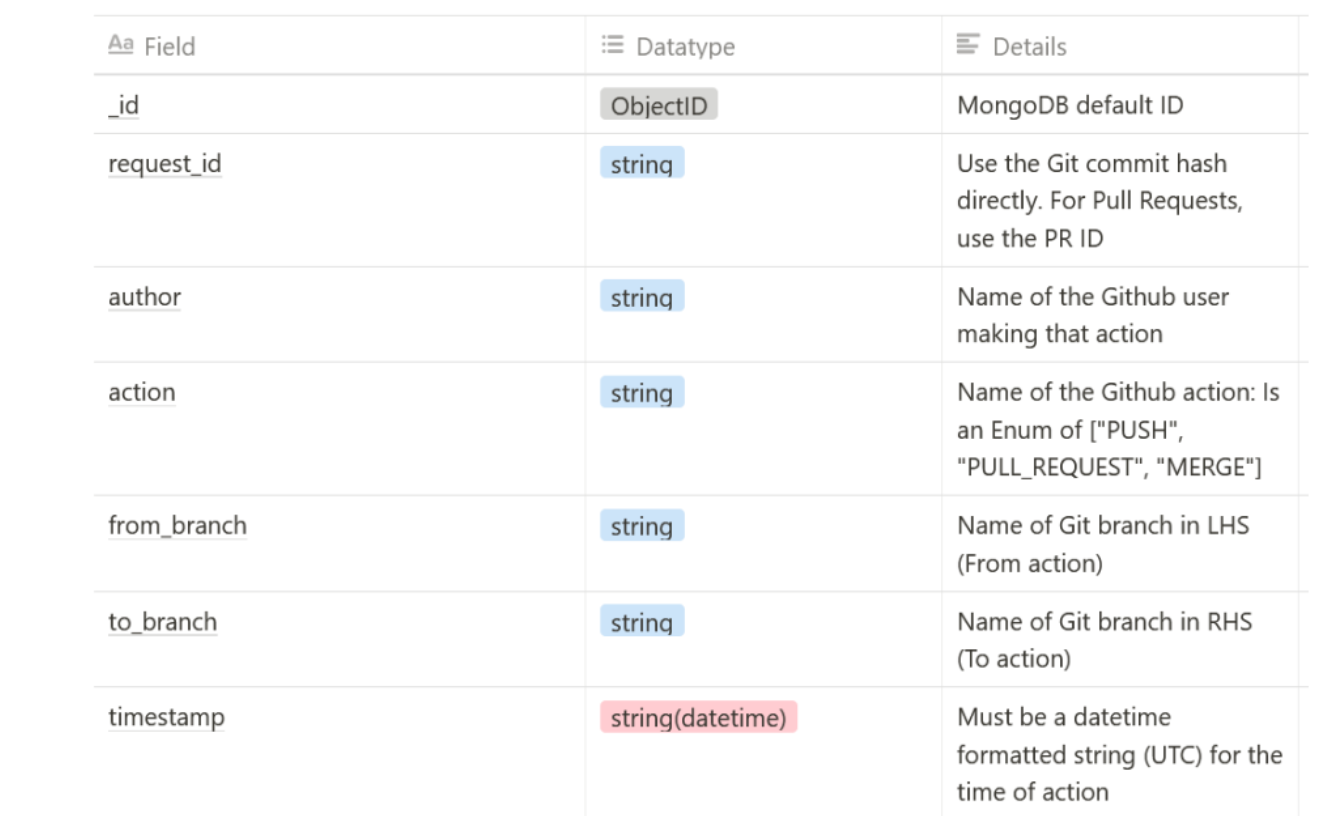 Aa Field Datatype Details
_id ObjectID MongoDB default ID
request_id string Use the Git commit hash
directly. For Pull Requests,
use the PR ID
author string Name of the Github user
making that action
action string Name of the Github action: Is
an Enum of ["PUSH",
"PULL_REQUEST", "MERGE"]
from_branch string Name of Git branch in LHS
(From action)
to_branch string Name of Git branch in RHS
(To action)
timestamp string(datetime) Must be a datetime
formatted string (UTC) for the
time of action